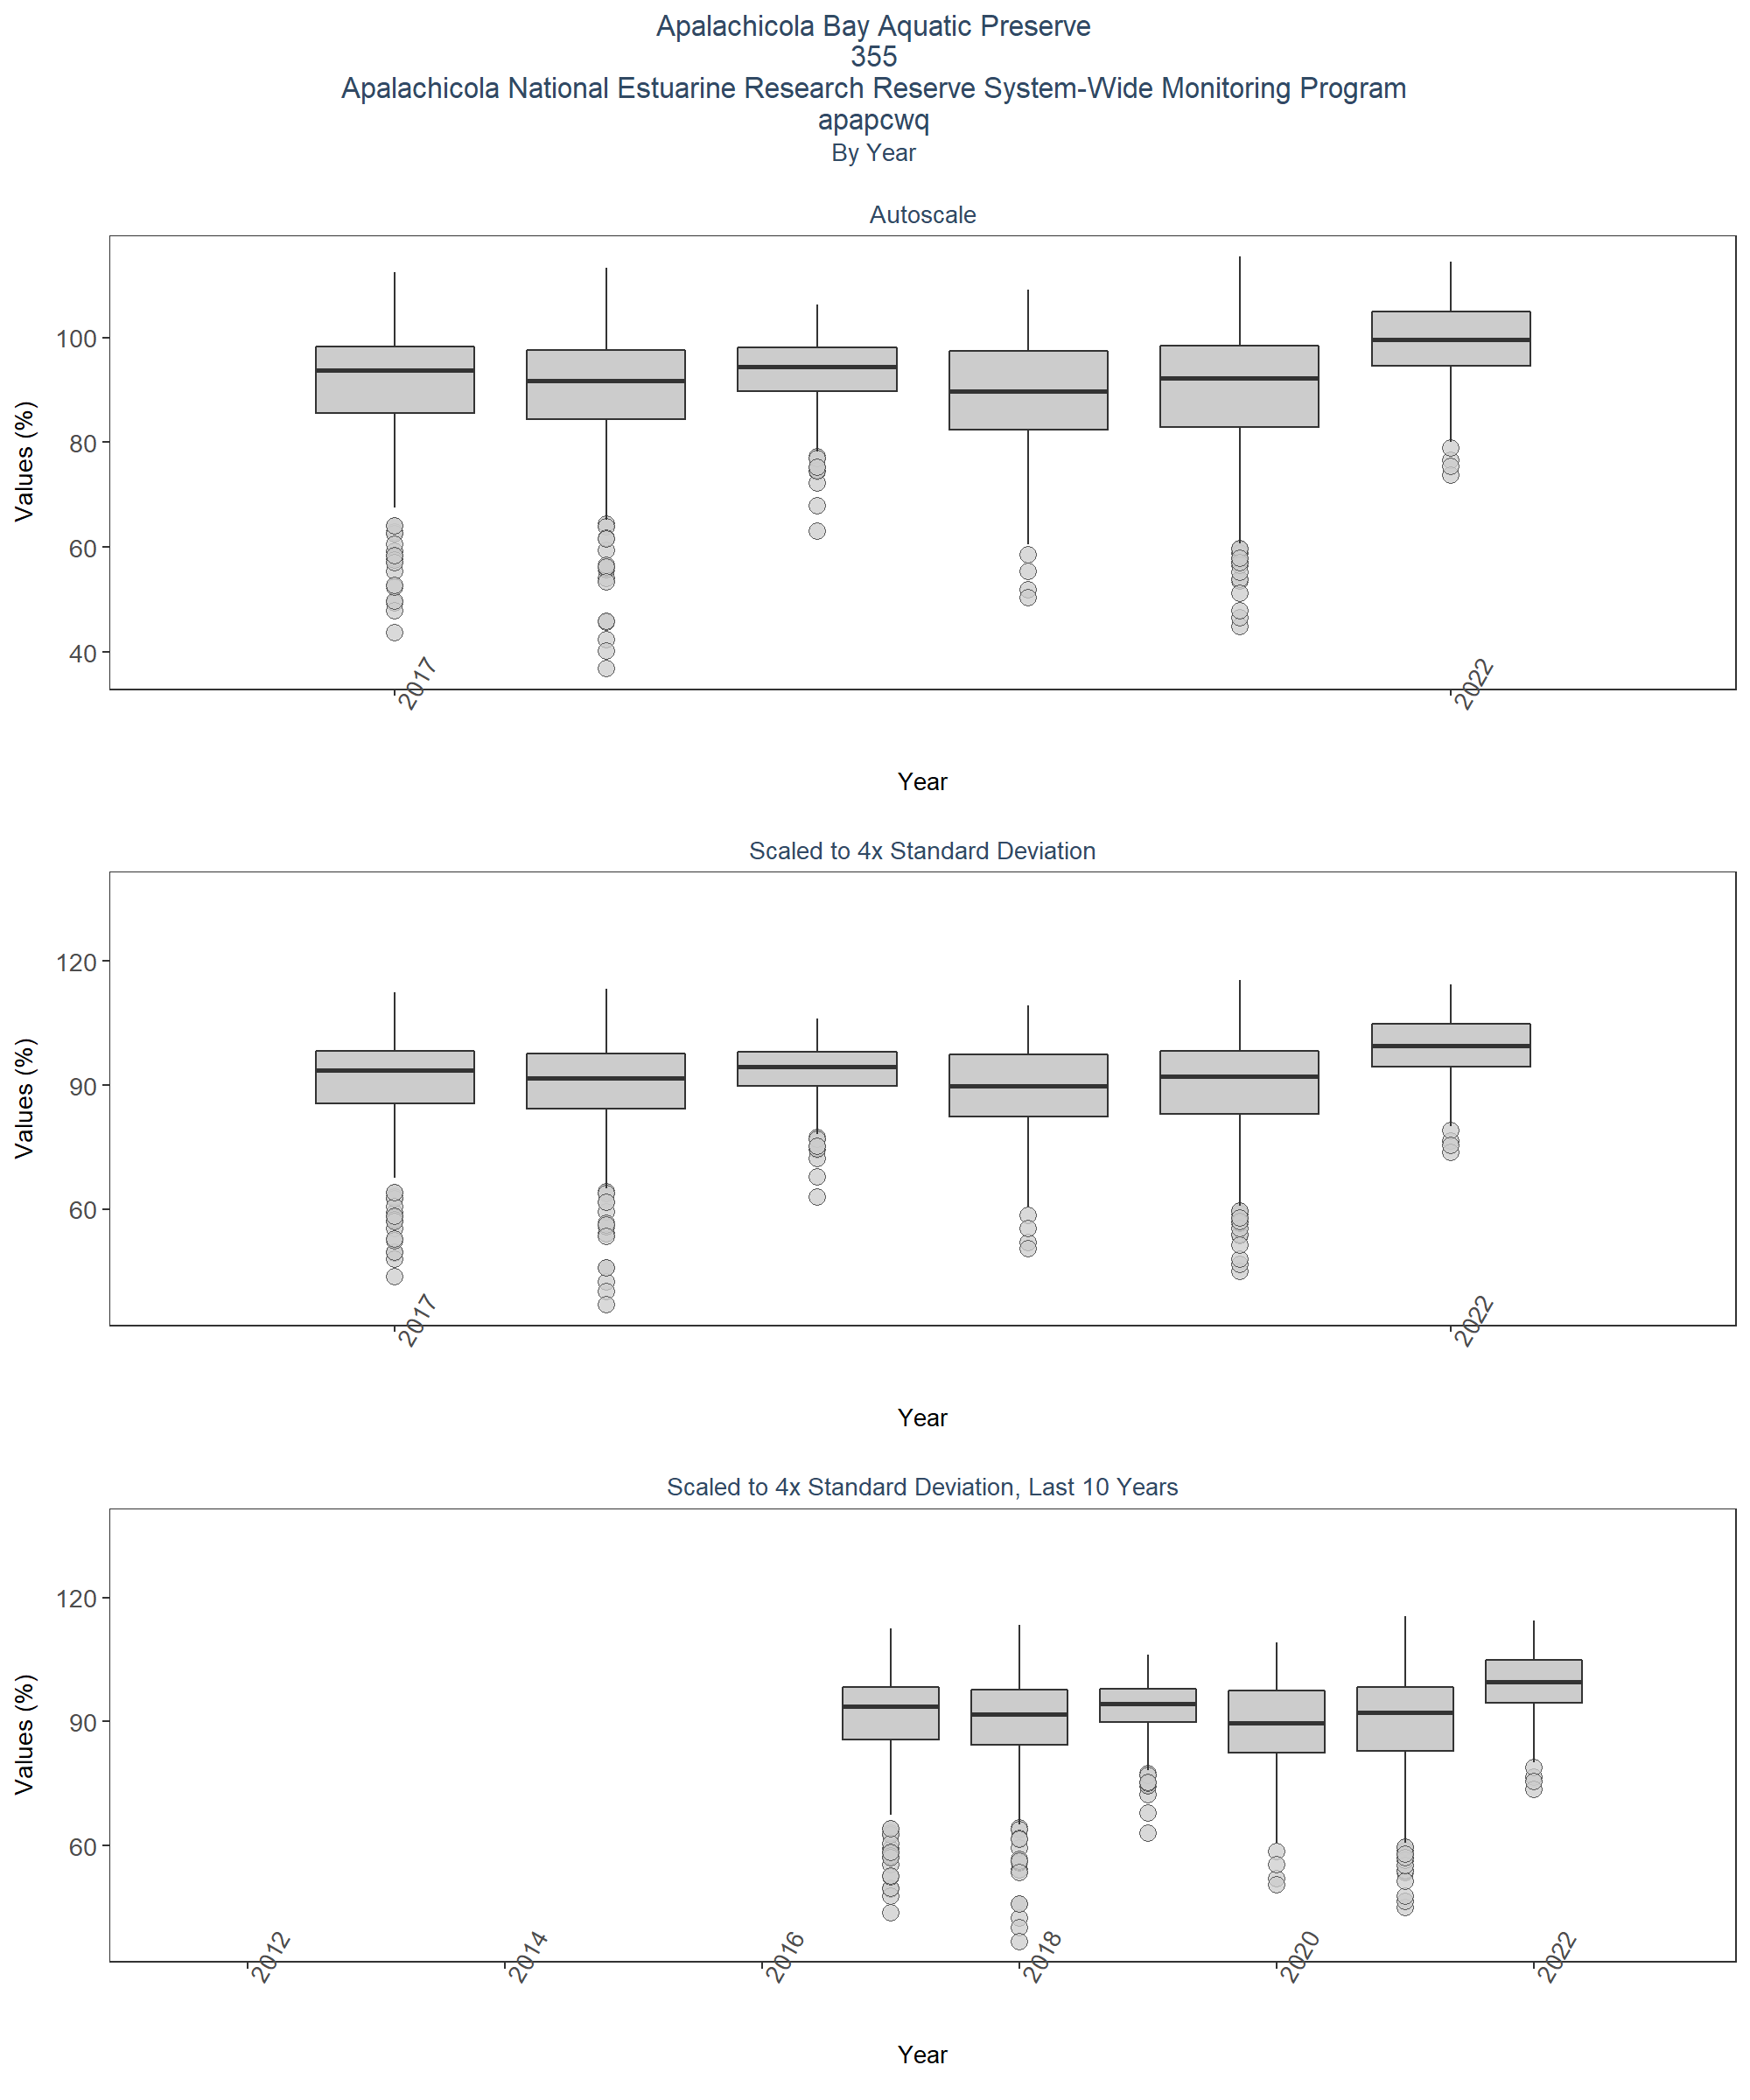 Apalachicola Bay Aquatic Preserve
355
Apalachicola National Estuarine Research Reserve System-Wide Monitoring Program
apapcwq
By Year
Autoscale
Values (%)
100
80
60
40
2017
2022
Year
Scaled to 4x Standard Deviation
Values (%)
120
90
60
2017
2022
Year
Scaled to 4x Standard Deviation, Last 10 Years
Values (%)
120
90
60
2012
2014
2016
2018
2020
2022
Year